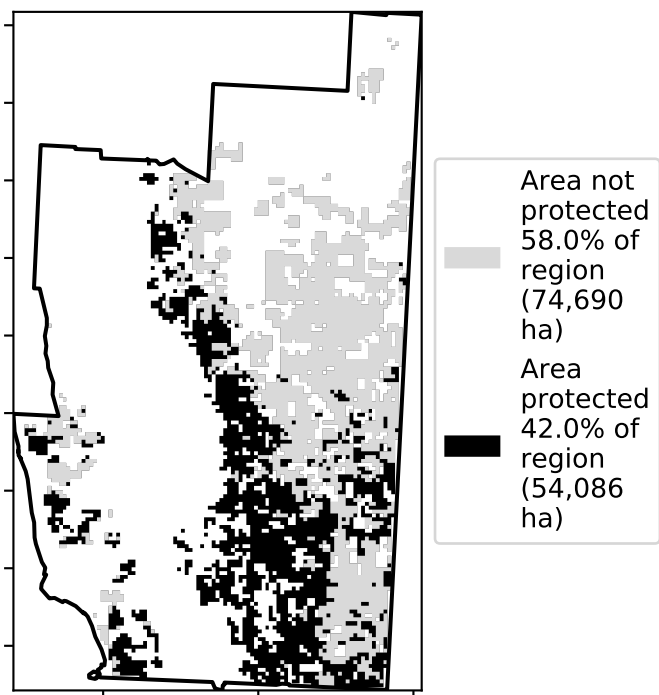 Area not
protected
58.0% of
region
(74,690
ha)
Area
protected
42.0% of
region
(54,086
ha)